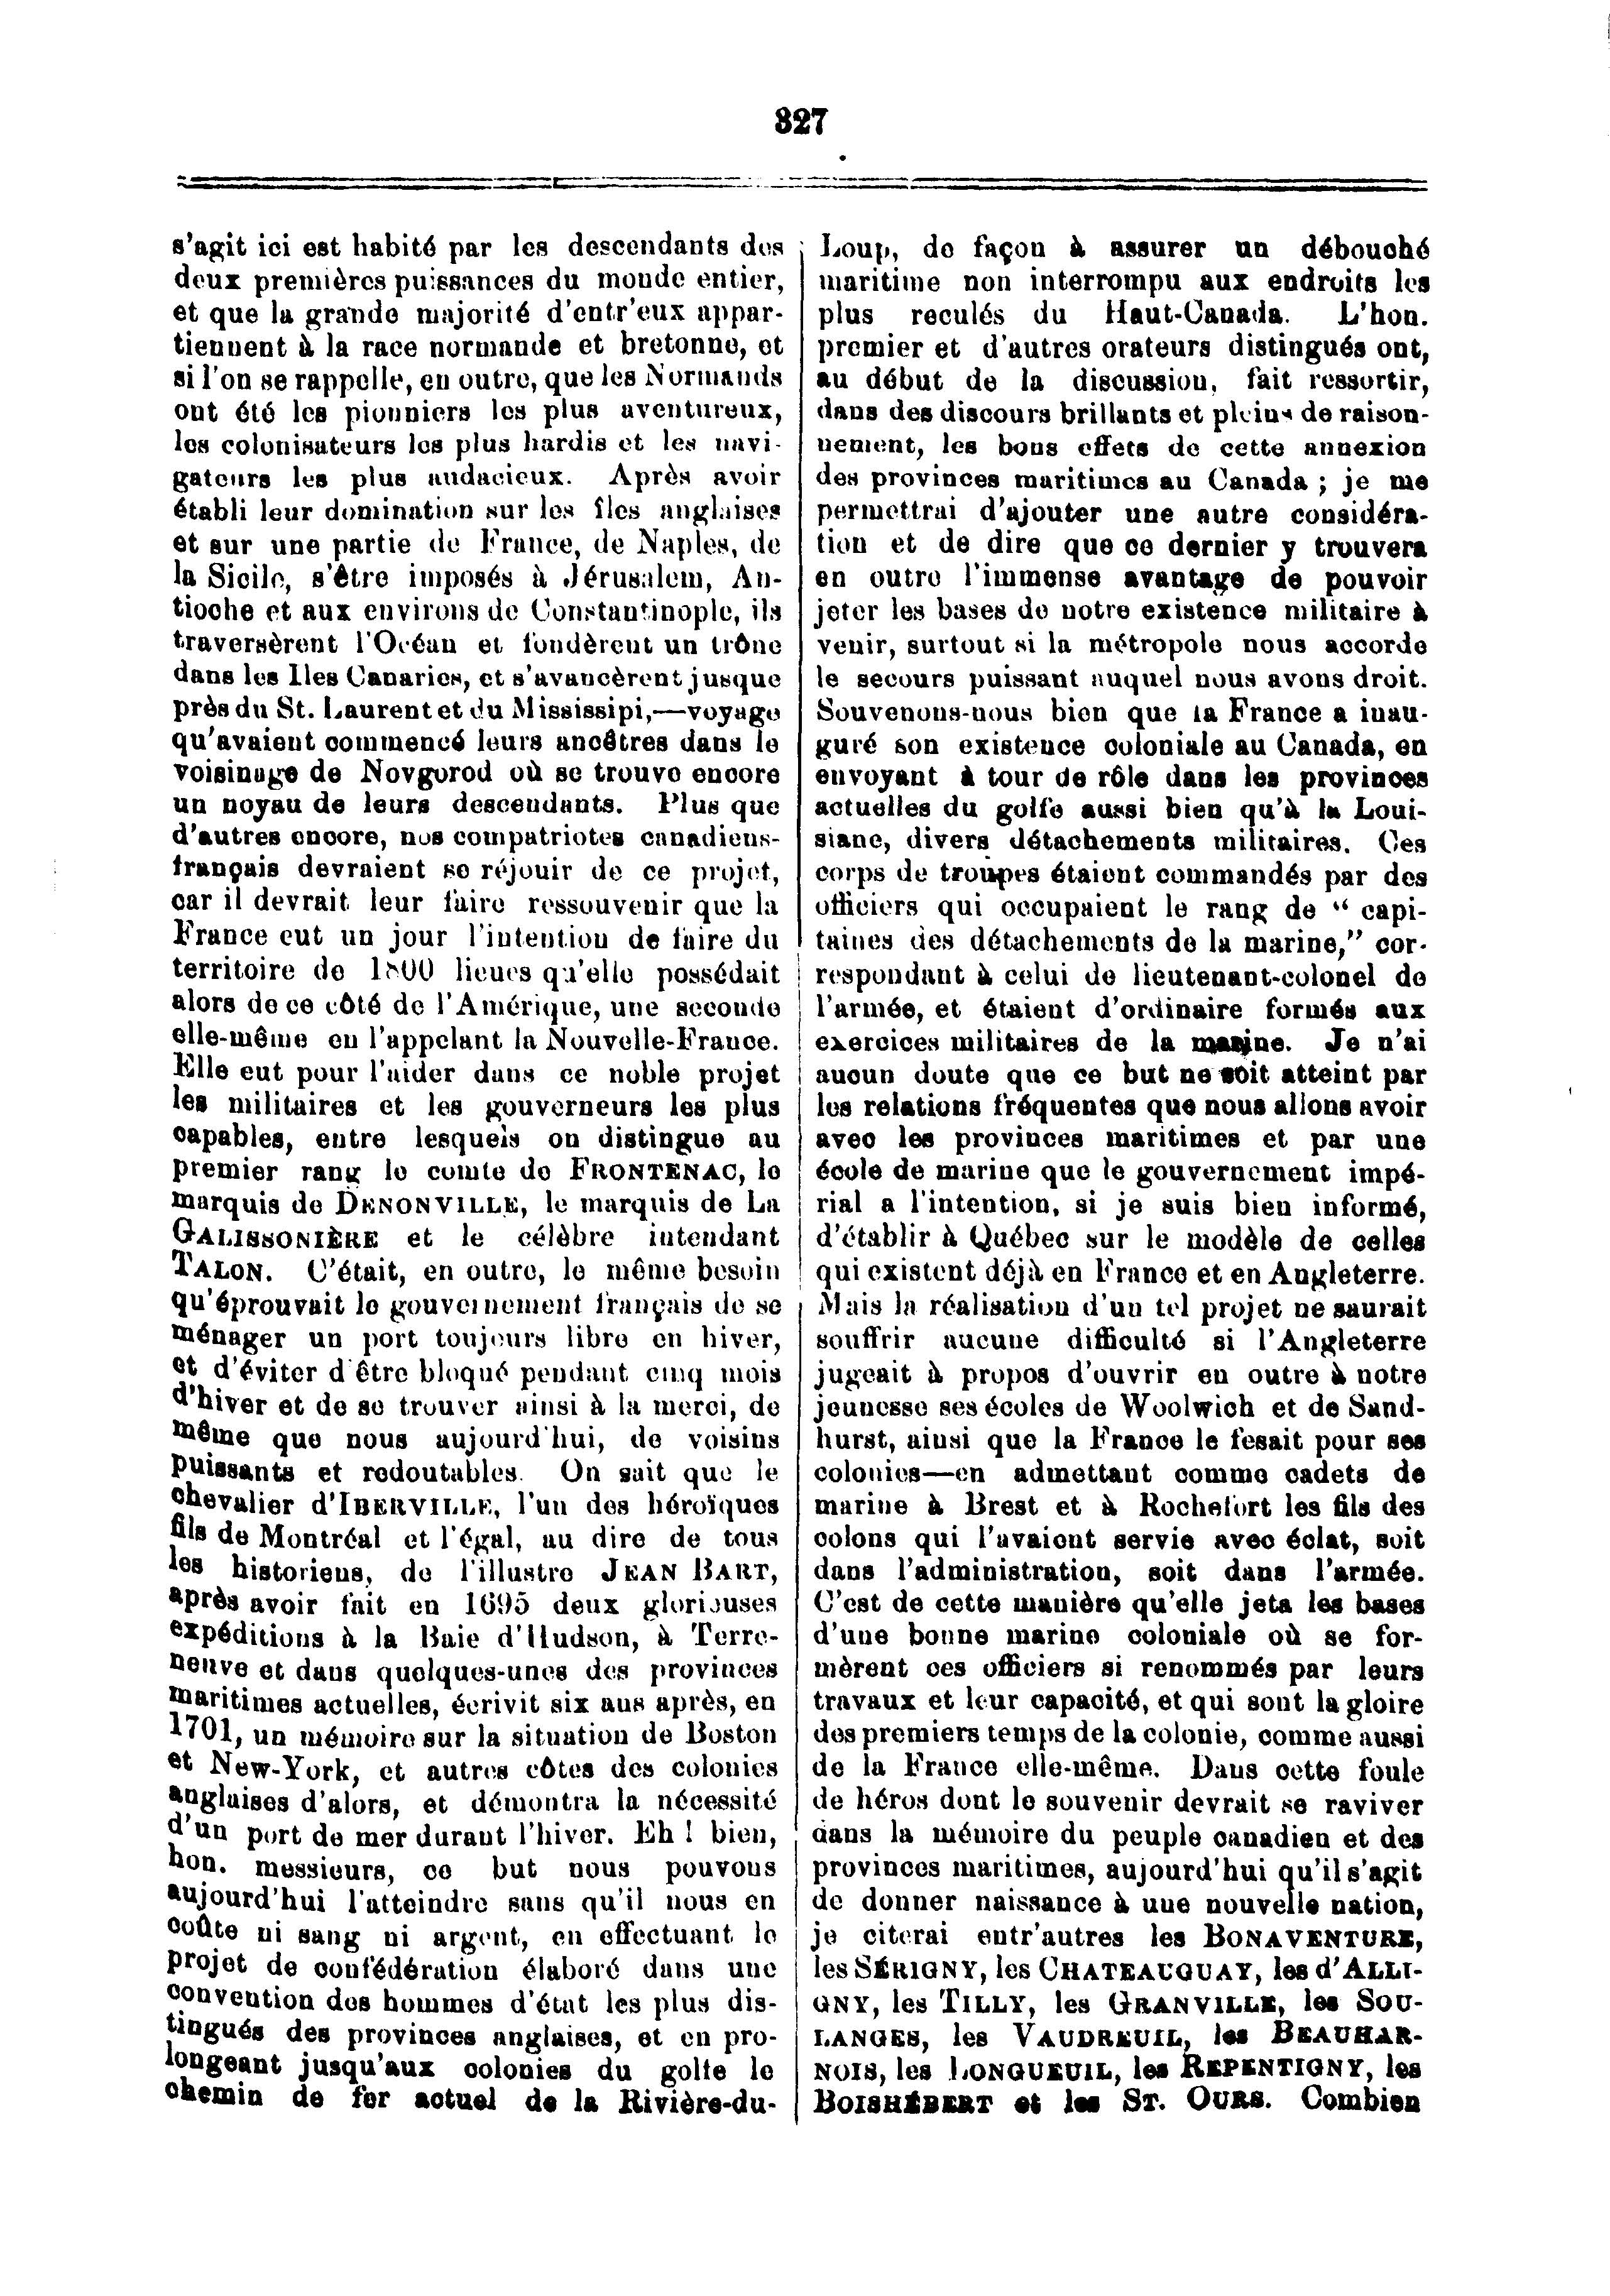 327
s'agit ici est habité par les descendants des
deux premières puissances du monde entier,
et que la grande majorité d'entr'eux appar-
tiennent à la race normande et bretonne, et
si l'on se rappelle, en outre, que les Normands
ont été les pionniers les plus aventureux,
les colonisateurs les plus hardis et les navi-
gateurs les plus audacieux. Après avoir
établi leur domination sur les îles anglaises
et sur une partie de France, de Naples, de
la Sicile, s'être imposés à Jérusalem, An-
tioche et aux environs de Constantinople, ils
traversèrent l'Océan et fondèrent un trône
dans les Iles Canaries, et s'avancèrent jusque
près du St. Laurent et du Mississipi,—voyage
qu'avaient commencé leurs ancêtres dans le
voisinage de Novgorod où se trouve encore
un noyau de leurs descendants. Plus que
d'autres encore, nos compatriotes canadiens-
français devraient se réjouir de ce projet,
car il devrait leur faire ressouvenir que la
France eut un jour l'intention de faire du
territoire de 1800 lieues qu'elle possédait
alors de ce côté de l'Amérique, une seconde
elle-même en l'appelant la Nouvelle-France.
Elle eut pour l'aider dans ce noble projet
les militaires et les gouverneurs les plus
capables, entre lesquels on distingue au
premier rang le comte de FRONTENAC, le
marquis de DENONVILLE, le marquis de LA
GALISSONIÈRE et le célèbre intendant
TALON. C'était, en outre, le même besoin
qu'éprouvait le gouvernement français de se
ménager un port toujours libre en hiver,
et d'éviter d'être bloqué pendant cinq mois
d'hiver et de se trouver ainsi à la merci, de
même que nous aujourd'hui, de voisins
puissants et redoutables. On sait que le
chevalier d'IBERVILLE, l'un des héroïques
fils de Montréal et l'égal, au dire de tous
les historiens, de l'illustre JEAN BART,
après avoir fait en 1695 deux glorieuses
expéditions à la Baie d'Hudson, à Terre-
neuve et dans quelques-unes des provinces
maritimes actuelles, écrivit six ans après, en
1701, un mémoire sur la situation de Boston
et New-York, et autres côtes des colonies
anglaises d'alors, et démontra la nécessité
d'un port de mer durant l'hiver. Eh ! bien,
hon. messieurs, ce but nous pouvons
aujourd'hui l'atteindre sans qu'il nous en
coûte ni sang ni argent, en effectuant le
projet de confédération élaboré dans une
convention des hommes d'état les plus dis-
tingués des provinces anglaises, et en pro-
longeant jusqu'aux colonies du golfe le
chemin de fer actuel de la Rivière-du-
Loup, de façon à assurer un débouché
maritime non interrompu aux endroits les
plus reculés du Haut-Canada. L'hon.
premier et d'autres orateurs distingués ont,
au début de la discussion, fait ressortir,
dans des discours brillants et pleins de raison-
nement, les bons effets de cette annexion
des provinces maritimes au Canada ; je me
permettrai d'ajouter une autre considéra-
tion et de dire que ce dernier y trouvera
en outre l'immense avantage de pouvoir
jeter les bases de notre existence militaire à
venir, surtout si la métropole nous accorde
le secours puissant auquel nous avons droit.
Souvenons-nous bien que la France a inau-
guré son existence coloniale au Canada, en
envoyant à tour de rôle dans les provinces
actuelles du golfe aussi bien qu'à la Loui-
siane, divers détachements militaires. Ces
corps de troupes étaient commandés par des
officiers qui occupaient le rang de " capi-
taines des détachements de la marine," cor-
respondant à celui de lieutenant-colonel de
l'armée, et étaient d'ordinaire formés aux
exercices militaires de la marine. Je n'ai
aucun doute que ce but ne soit atteint par
les relations fréquentes que nous allons avoir
avec les provinces maritimes et par une
école de marine que le gouvernement impé-
rial a l'intention, si je suis bien informé,
d'établir à Québec sur le modèle de celles
qui existent déjà en France et en Angleterre.
Mais la réalisation d'un tel projet ne saurait
souffrir aucune difficulté si l'Angleterre
jugeait à propos d'ouvrir en outre à notre
jeunesse ses écoles de Woolwich et de Sand-
hurst, ainsi que la France le fesait pour ses
colonies—en admettant comme cadets de
marine à Brest et à Rochefort les fils des
colons qui l'avaient servie avec éclat, soit
dans l'administration, soit dans l'armée.
C'est de cette manière qu'elle jeta les bases
d'une bonne marine coloniale où se for-
mèrent ces officiers si renommés par leurs
travaux et leur capacité, et qui sont la gloire
des premiers temps de la colonie, comme aussi
de la France elle-même. Dans cette foule
de héros dont le souvenir devrait se raviver
dans la mémoire du peuple canadien et des
provinces maritimes, aujourd'hui qu'il s'agit
de donner naissance à une nouvelle nation,
je citerai entr'autres les BONAVENTURE,
les SÉRIGNY, les CHATEAUGUAY, les d'ALLI-
GNY, les TILLY, les GRANVILLE, les SOU-
LANGES, les VAUDREUIL, les BEAUHAR-
NOIS, les LONGUEUIL, les REPENTIGNY, les
BOISHÉBERT et les ST. OURS. Combien